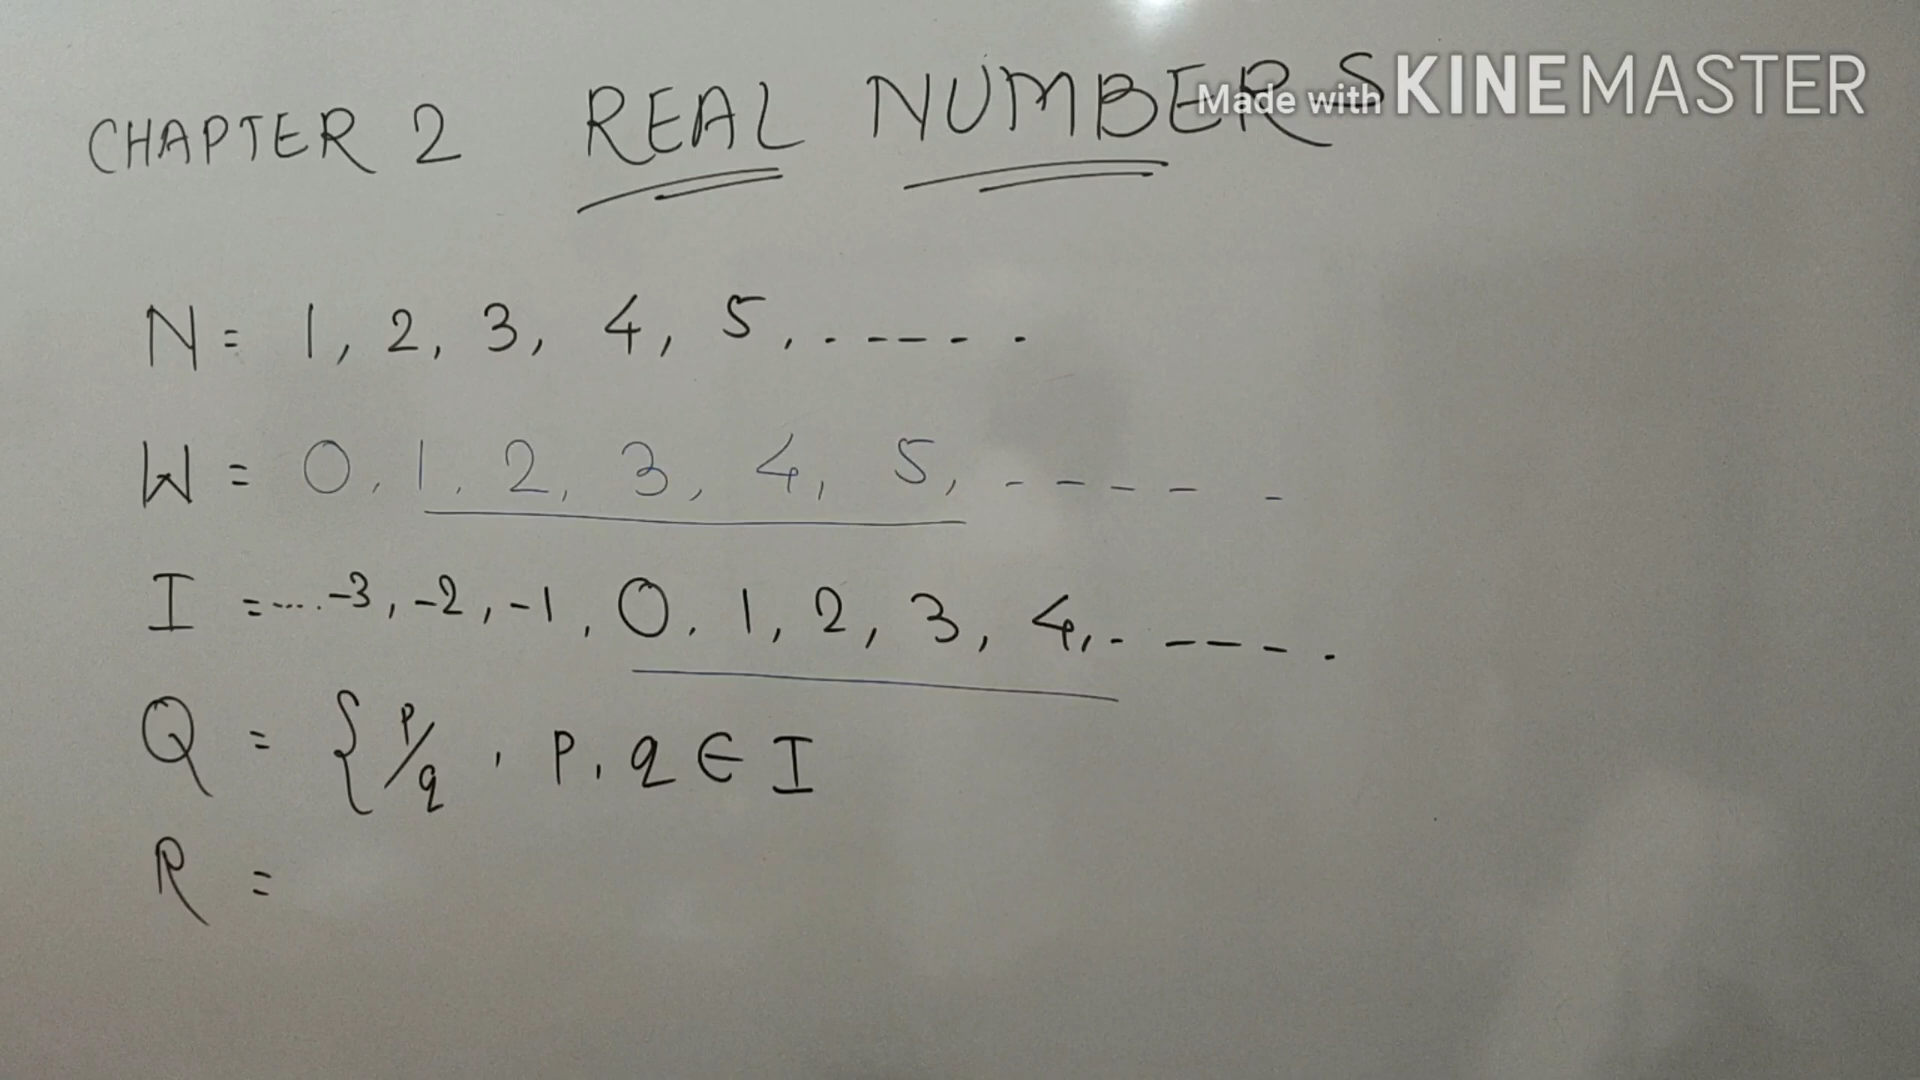 CHAPTER 2 REAL NUMBERS
Made with KINEMASTER
N = 1, 2, 3, 4, 5, . - - - - .
W = 0, 1, 2, 3, 4, 5, - - - - - -
I = .... -3, -2, -1, 0, 1, 2, 3, 4, . - - - - .
Q = { p/q , p, q ∈ I
R =